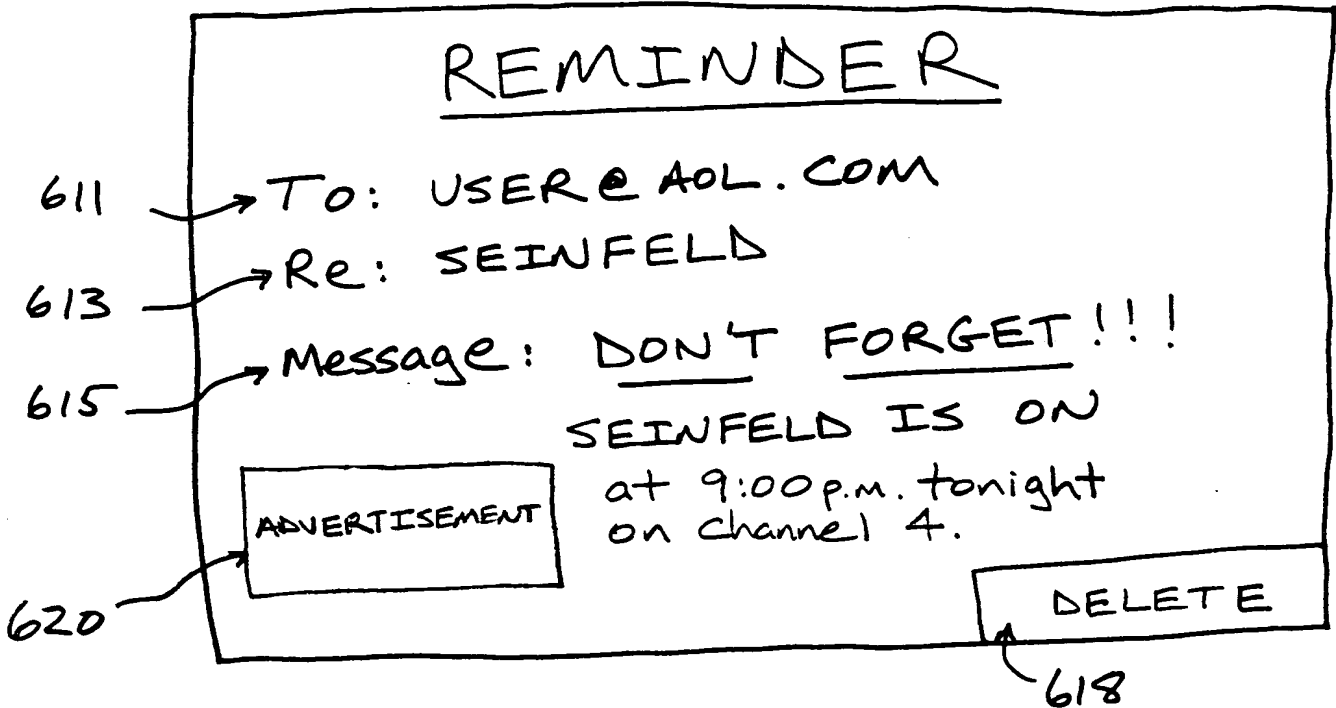 REMINDER
611
To: USER@AOL.COM
Re: SEINFELD
613
Message: DON'T FORGET!!!
615
SEINFELD IS ON
at 9:00 p.m. tonight
on Channel 4.
ADVERTISEMENT
620
DELETE
618